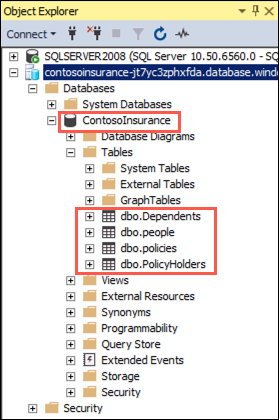 Object Explorer
Connect
SQLSERVER2008 (SQL Server 10.50.6560.0 - TDGL
contosoinsurance-jt7yc3zphxfda.database.windo
Databases
System Databases
ContosoInsurance
Database Diagrams
Tables
System Tables
External Tables
GraphTables
dbo.Dependents
dbo.people
dbo.policies
dbo.PolicyHolders
Views
External Resources
Synonyms
Programmability
Query Store
Extended Events
Storage
Security
Security